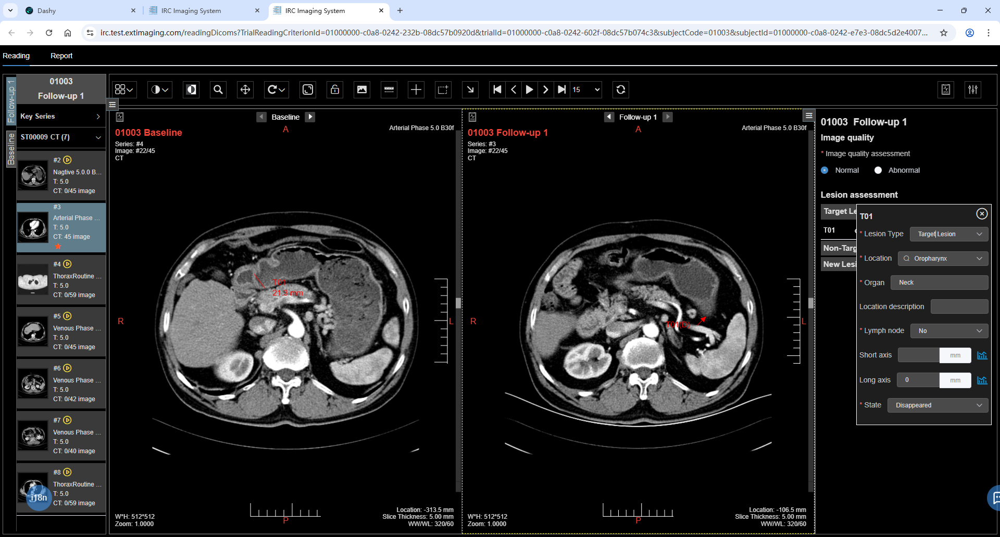 Dashy
IRC Imaging System
IRC Imaging System
irc.test.extimaging.com/readingDicoms?TrialReadingCriterionId=01000000-c0a8-0242-232b-08dc57b0920d&trialId=01000000-c0a8-0242-602f-08dc57b074c3&subjectCode=01003&subjectId=01000000-c0a8-0242-e7e3-08dc5d2e4007...
Reading
Report
Follow-up 1
Baseline
01003
Follow-up 1
Key Series
ST00009 CT (7)
#2
Nagtive 5.0.0 B...
T: 5.0
CT: 0/45 image
#3
Arterial Phase ...
T: 5.0
CT: 45 image
#4
ThoraxRoutine ...
T: 5.0
CT: 0/59 image
#5
Venous Phase ...
T: 5.0
CT: 0/45 image
#6
Venous Phase ...
T: 5.0
CT: 0/42 image
#7
Venous Phase ...
T: 5.0
CT: 0/40 image
#8
ThoraxRoutine ...
T: 5.0
CT: 0/59 image
i18n
15
Baseline
A
01003 Baseline
Arterial Phase 5.0 B30f
Series: #4
Image: #22/45
CT
T01
21.3 mm
R
L
P
W*H: 512*512
Zoom: 1.0000
Location: -313.5 mm
Slice Thickness: 5.00 mm
WW/WL: 320/60
Follow-up 1
A
01003 Follow-up 1
Arterial Phase 5.0 B30f
Series: #3
Image: #22/45
CT
T01(D)
R
L
P
W*H: 512*512
Zoom: 1.0000
Location: -106.5 mm
Slice Thickness: 5.00 mm
WW/WL: 320/60
01003 Follow-up 1
Image quality
* Image quality assessment
Normal
Abnormal
Lesion assessment
Target Le
T01
Non-Targ
New Lesi
T01
* Lesion Type
Target Lesion
* Location
Oropharynx
* Organ
Neck
Location description
* Lymph node
No
Short axis
mm
Long axis
0
mm
* State
Disappeared